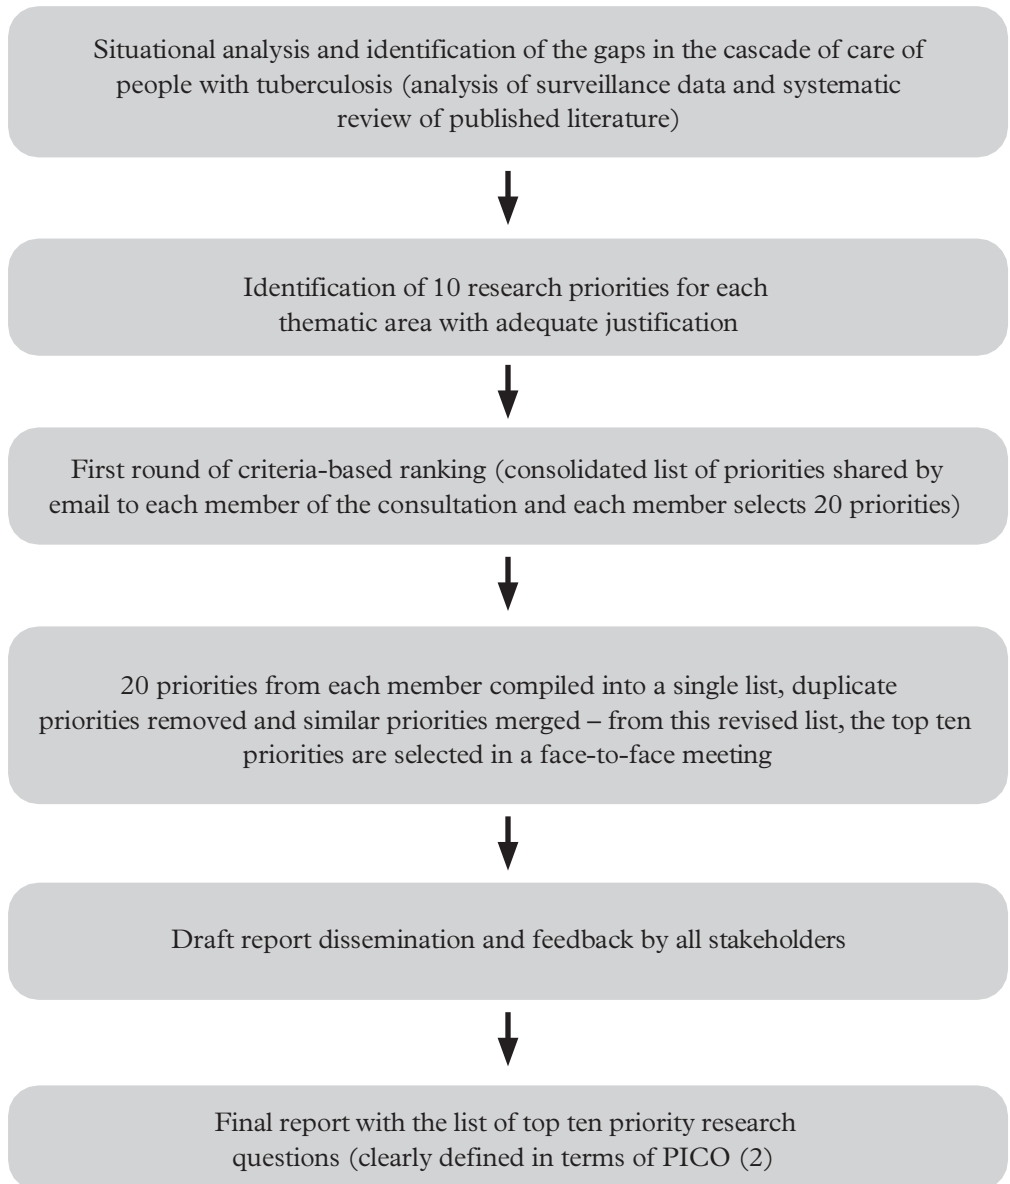 Situational analysis and identification of the gaps in the cascade of care of
people with tuberculosis (analysis of surveillance data and systematic
review of published literature)
Identification of 10 research priorities for each
thematic area with adequate justification
First round of criteria-based ranking (consolidated list of priorities shared by
email to each member of the consultation and each member selects 20 priorities)
20 priorities from each member compiled into a single list, duplicate
priorities removed and similar priorities merged – from this revised list, the top ten
priorities are selected in a face-to-face meeting
Draft report dissemination and feedback by all stakeholders
Final report with the list of top ten priority research
questions (clearly defined in terms of PICO (2)